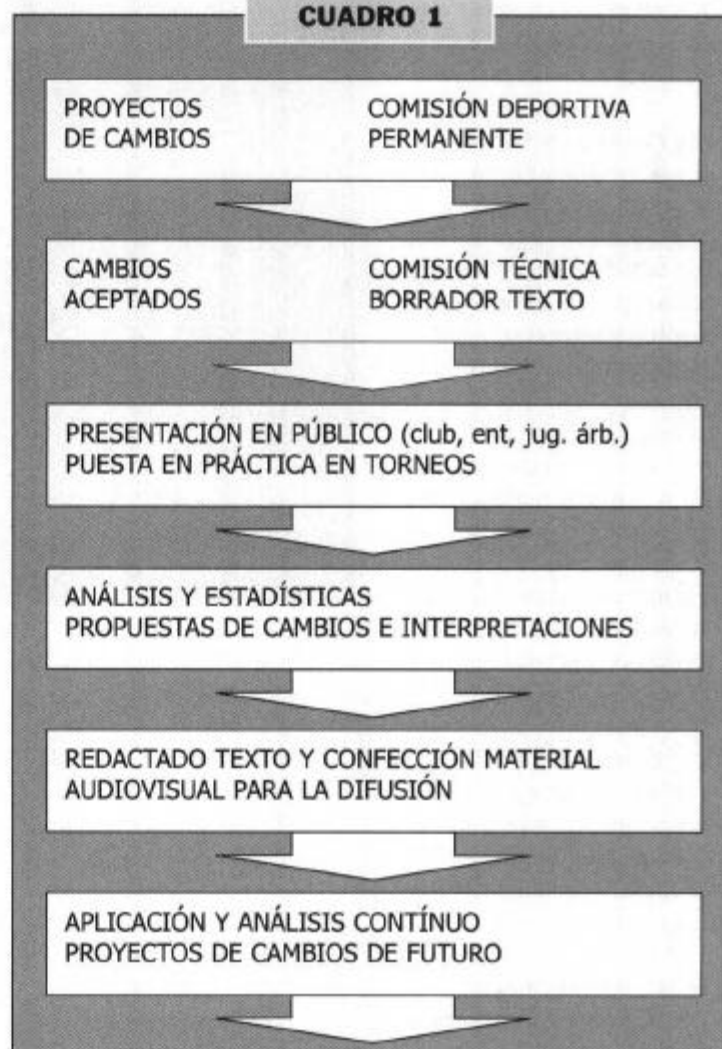 CUADRO 1
PROYECTOS COMISIÓN DEPORTIVA
DE CAMBIOS PERMANENTE
CAMBIOS COMISIÓN TÉCNICA
ACEPTADOS BORRADOR TEXTO
PRESENTACIÓN EN PÚBLICO (club, ent, jug. árb.)
PUESTA EN PRÁCTICA EN TORNEOS
ANÁLISIS Y ESTADÍSTICAS
PROPUESTAS DE CAMBIOS E INTERPRETACIONES
REDACTADO TEXTO Y CONFECCIÓN MATERIAL
AUDIOVISUAL PARA LA DIFUSIÓN
APLICACIÓN Y ANÁLISIS CONTÍNUO
PROYECTOS DE CAMBIOS DE FUTURO